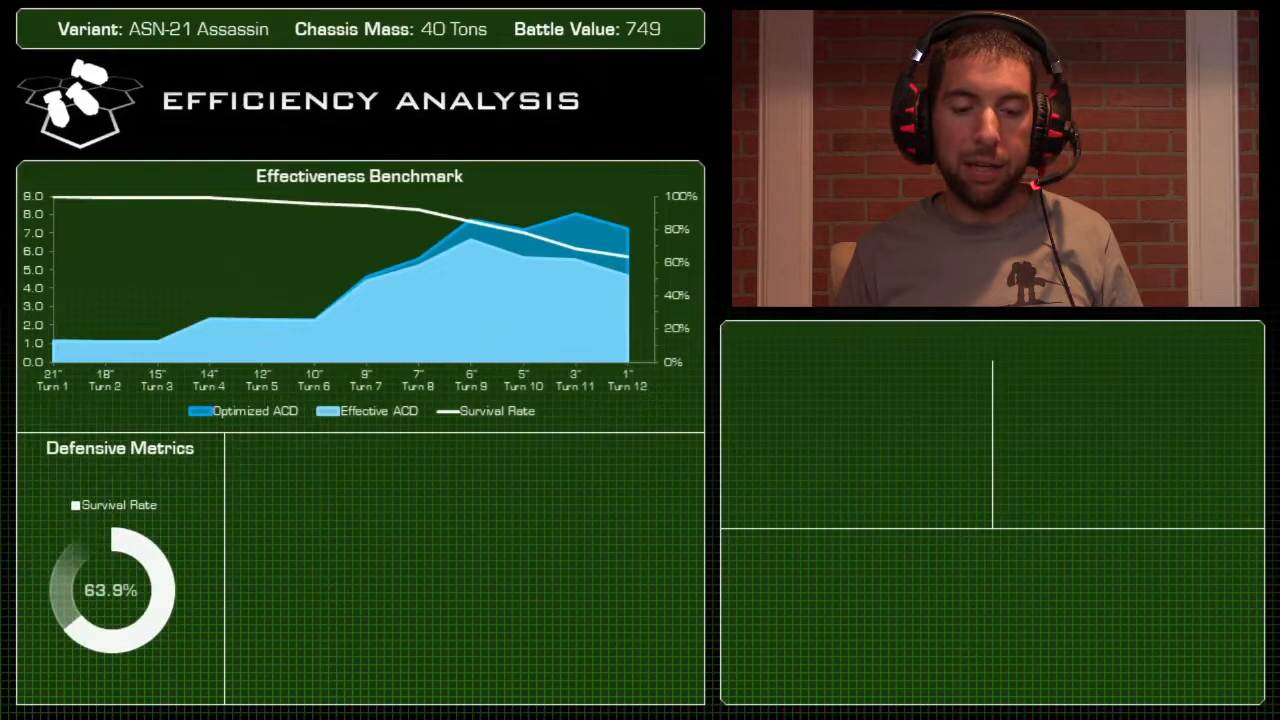 Variant: ASN-21 Assassin Chassis Mass: 40 Tons Battle Value: 749
EFFICIENCY ANALYSIS
Effectiveness Benchmark
9.0 100%
8.0 80%
7.0
6.0 60%
5.0
4.0 40%
3.0
2.0 20%
1.0
0.0 0%
21" 18" 15" 14" 12" 10" 9" 7" 6" 5" 3" 1"
Turn 1 Turn 2 Turn 3 Turn 4 Turn 5 Turn 6 Turn 7 Turn 8 Turn 9 Turn 10 Turn 11 Turn 12
Optimized ACD Effective ACD Survival Rate
Defensive Metrics
Survival Rate
63.9%